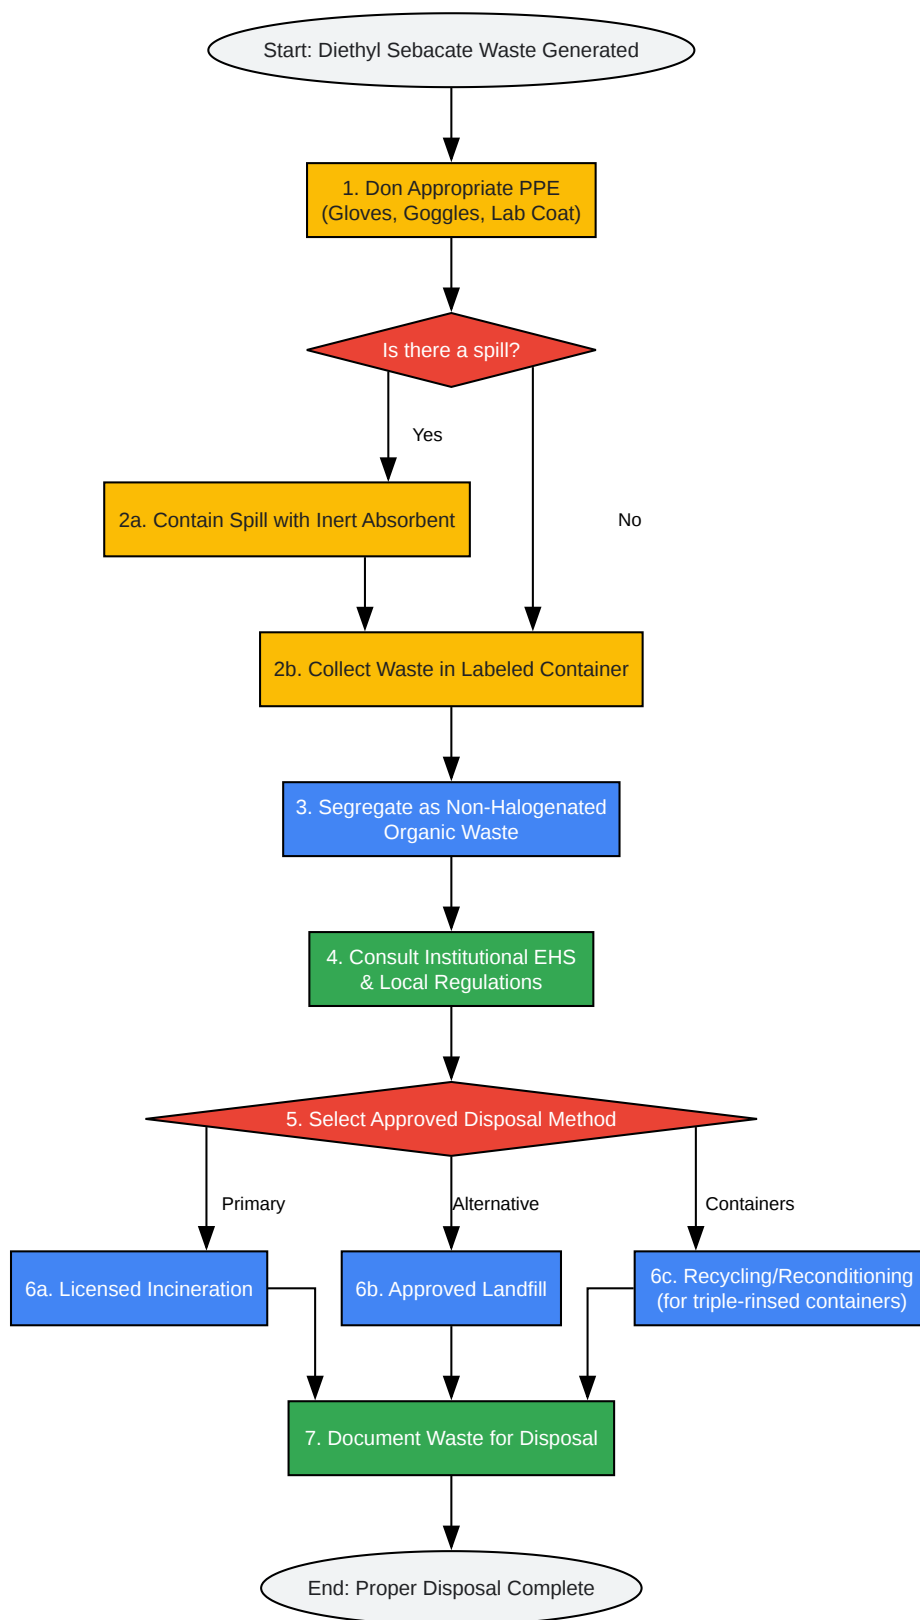 Start: Diethyl Sebacate Waste Generated
1. Don Appropriate PPE
(Gloves, Goggles, Lab Coat)
Is there a spill?
Yes
2a. Contain Spill with Inert Absorbent
No
2b. Collect Waste in Labeled Container
3. Segregate as Non-Halogenated
Organic Waste
4. Consult Institutional EHS
& Local Regulations
5. Select Approved Disposal Method
Primary
Alternative
Containers
6a. Licensed Incineration
6b. Approved Landfill
6c. Recycling/Reconditioning
(for triple-rinsed containers)
7. Document Waste for Disposal
End: Proper Disposal Complete